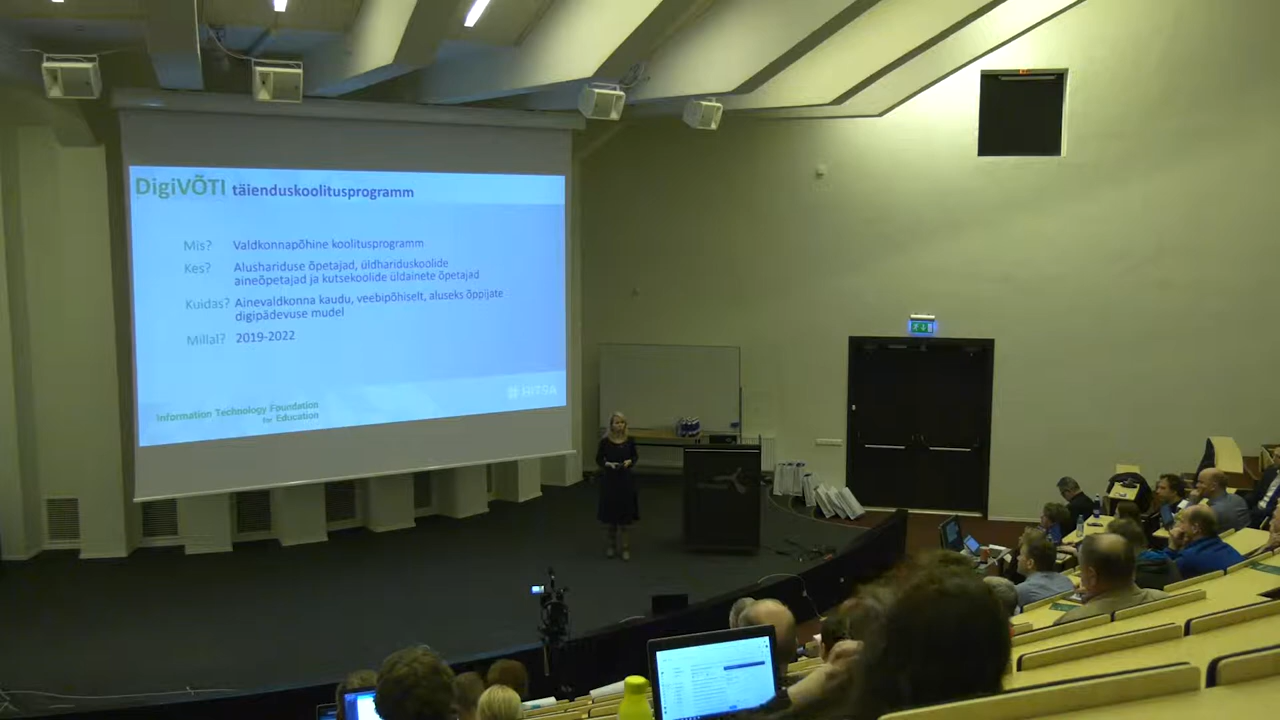 DigiVÕTI täienduskoolitusprogramm
Mis? Valdkonnapõhine koolitusprogramm
Kes? Alushariduse õpetajad, üldhariduskoolide
aineõpetajad ja kutsekoolide üldainete õpetajad
Kuidas? Ainevaldkonna kaudu, veebipõhiselt, aluseks õppijate
digipädevuse mudel
Millal? 2019-2022
HITSA
Information Technology Foundation
for Education